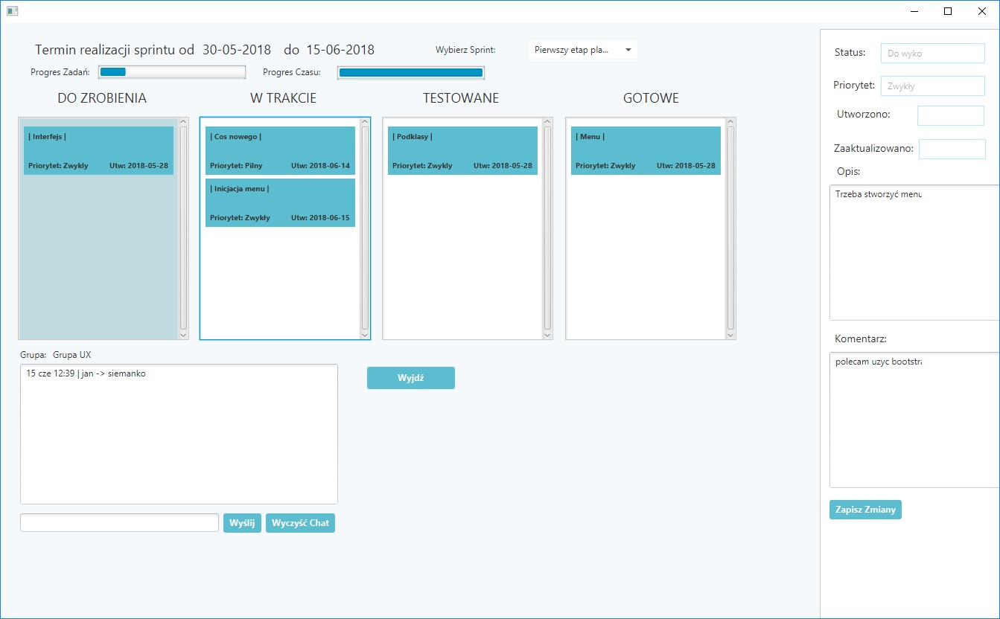 Termin realizacji sprintu od 30-05-2018 do 15-06-2018
Wybierz Sprint: Pierwszy etap pla...
Progres Zadań: Progres Czasu:
DO ZROBIENIA
| Interfejs |
Priorytet: Zwykly Utw: 2018-05-28
W TRAKCIE
| Cos nowego |
Priorytet: Pilny Utw: 2018-06-14
| Inicjacja menu |
Priorytet: Zwykły Utw: 2018-06-15
TESTOWANE
| Podklasy |
Priorytet: Zwykly Utw: 2018-05-28
GOTOWE
| Menu |
Priorytet: Zwykly Utw: 2018-05-28
Grupa: Grupa UX
15 cze 12:39 | jan -> siemanko
Wyjdź
Wyślij
Wyczyść Chat
Status: Do wyko
Priorytet: Zwykły
Utworzono:
Zaaktualizowano:
Opis:
Trzeba stworzyć menu
Komentarz:
polecam uzyc bootstra
Zapisz Zmiany